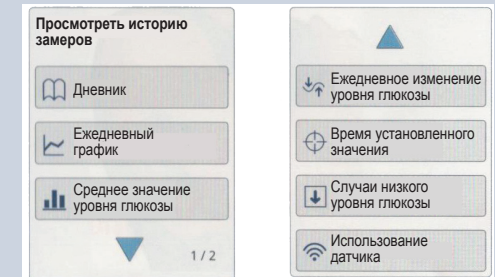 Просмотреть историю
замеров
Дневник
Ежедневный
график
Среднее значение
уровня глюкозы
1 / 2
Ежедневное изменение
уровня глюкозы
Время установленного
значения
Случаи низкого
уровня глюкозы
Использование
датчика